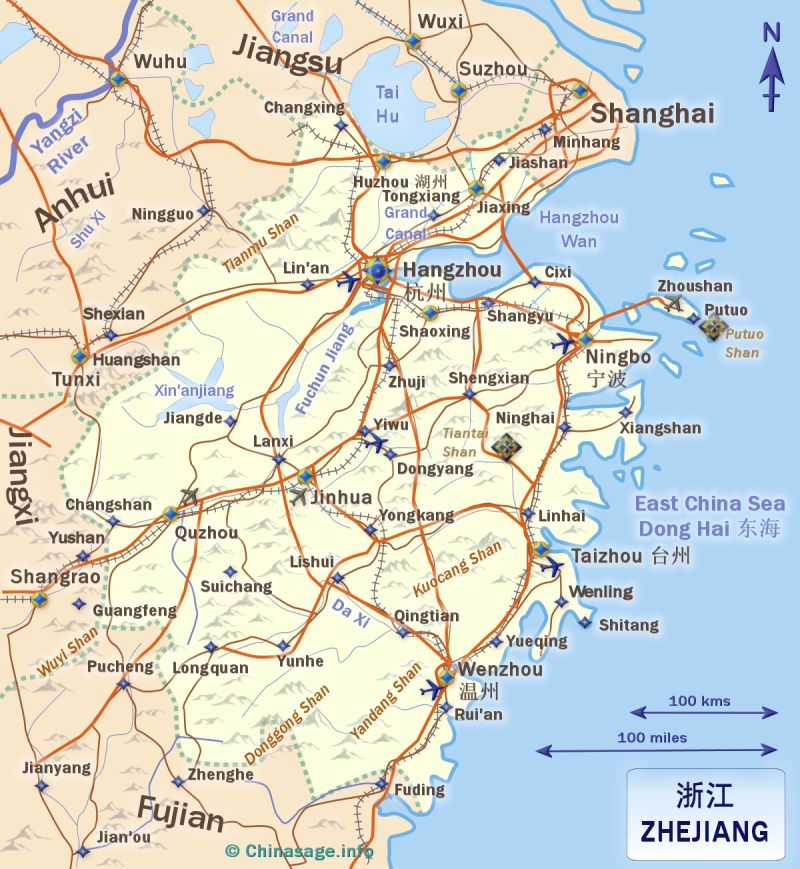 Grand
Canal
Wuxi
N
Jiangsu
Wuhu
Suzhou
Tai
Hu
Changxing
Shanghai
Yangzi
River
Minhang
Jiashan
Huzhou 湖州
Anhui
Tongxiang
Jiaxing
Ningguo
Grand
Canal
Hangzhou
Wan
Shu Xi
Tianmu Shan
Lin'an
Hangzhou
杭州
Cixi
Zhoushan
Putuo
Putuo
Shan
Shexian
Shangyu
Shaoxing
Huangshan
Tunxi
Ningbo
宁波
Fuchun Jiang
Zhuji
Shengxian
Xin'anjiang
Jiangde
Ninghai
Xiangshan
Yiwu
Tiantai
Shan
Lanxi
Dongyang
Jiangxi
Jinhua
East China Sea
Dong Hai 东海
Changshan
Quzhou
Yongkang
Linhai
Yushan
Taizhou 台州
Shangrao
Lishui
Kuocang Shan
Suichang
Wenling
Guangfeng
Da Xi
Qingtian
Shitang
Yueqing
Wuyi Shan
Pucheng
Longquan
Yunhe
Wenzhou
温州
Rui'an
Donggong Shan
Yandang Shan
100 kms
100 miles
Jianyang
Zhenghe
Fuding
Fujian
Jian'ou
浙江
ZHEJIANG
© Chinasage.info